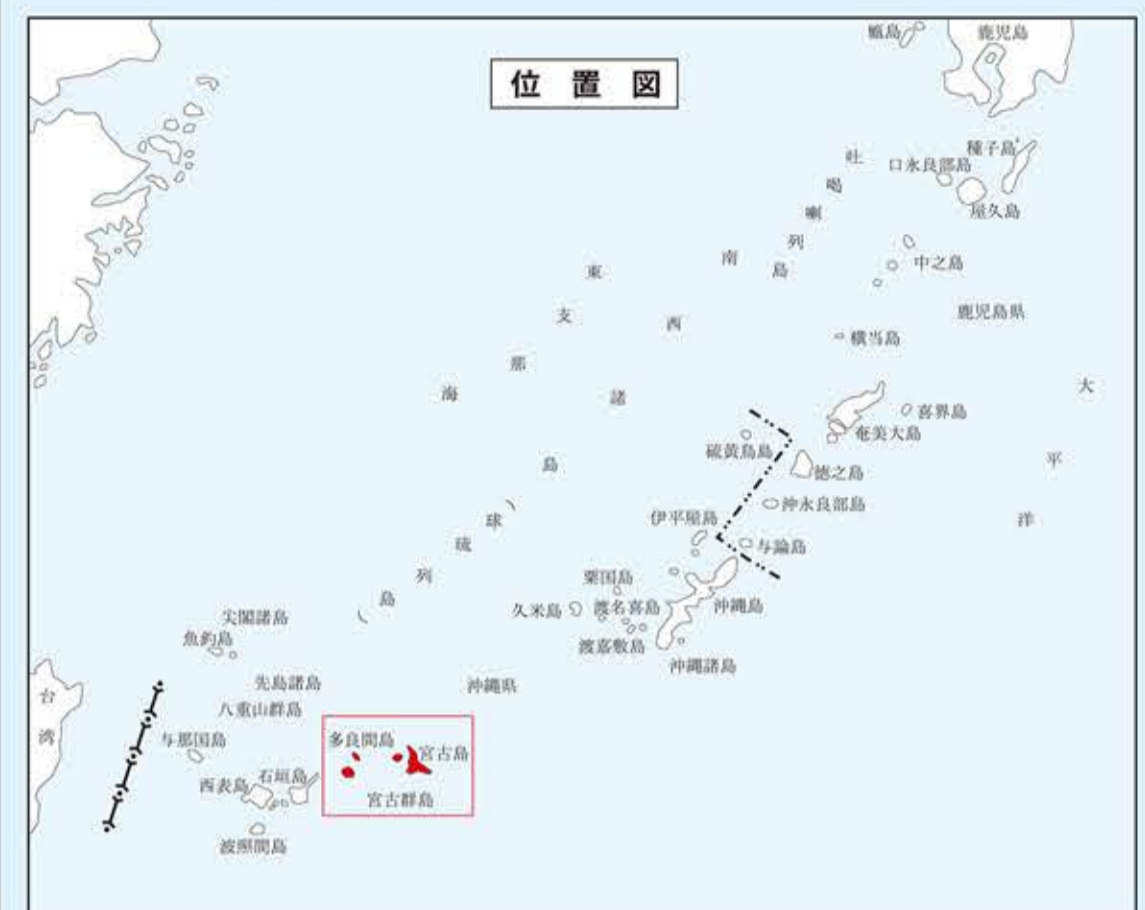 位置図
甑島
鹿児島
種子島
口永良部島
屋久島
吐噶喇列島
中之島
鹿児島県
横当島
南西諸島
東支那海
大平洋
喜界島
奄美大島
硫黄鳥島
徳之島
沖永良部島
伊平屋島
与論島
(琉球列島)
粟国島
久米島
渡名喜島
沖縄島
渡嘉敷島
沖縄諸島
尖閣諸島
魚釣島
先島諸島
沖縄県
八重山群島
台湾
与那国島
多良間島
宮古島
西表島
石垣島
宮古群島
波照間島